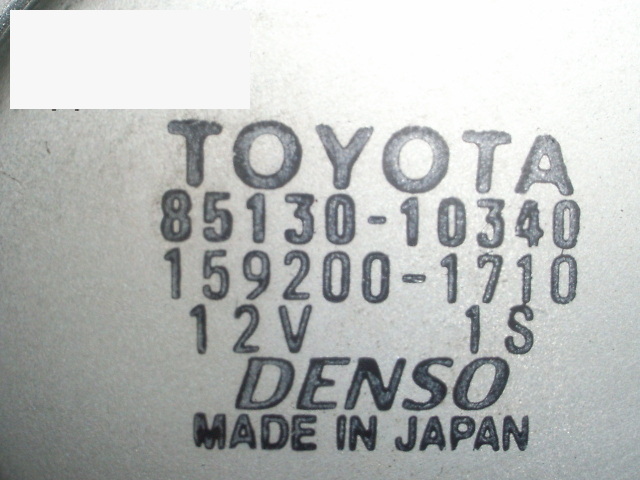 TOYOTA
85130-10340
159200-1710
12V 1S
DENSO
MADE IN JAPAN